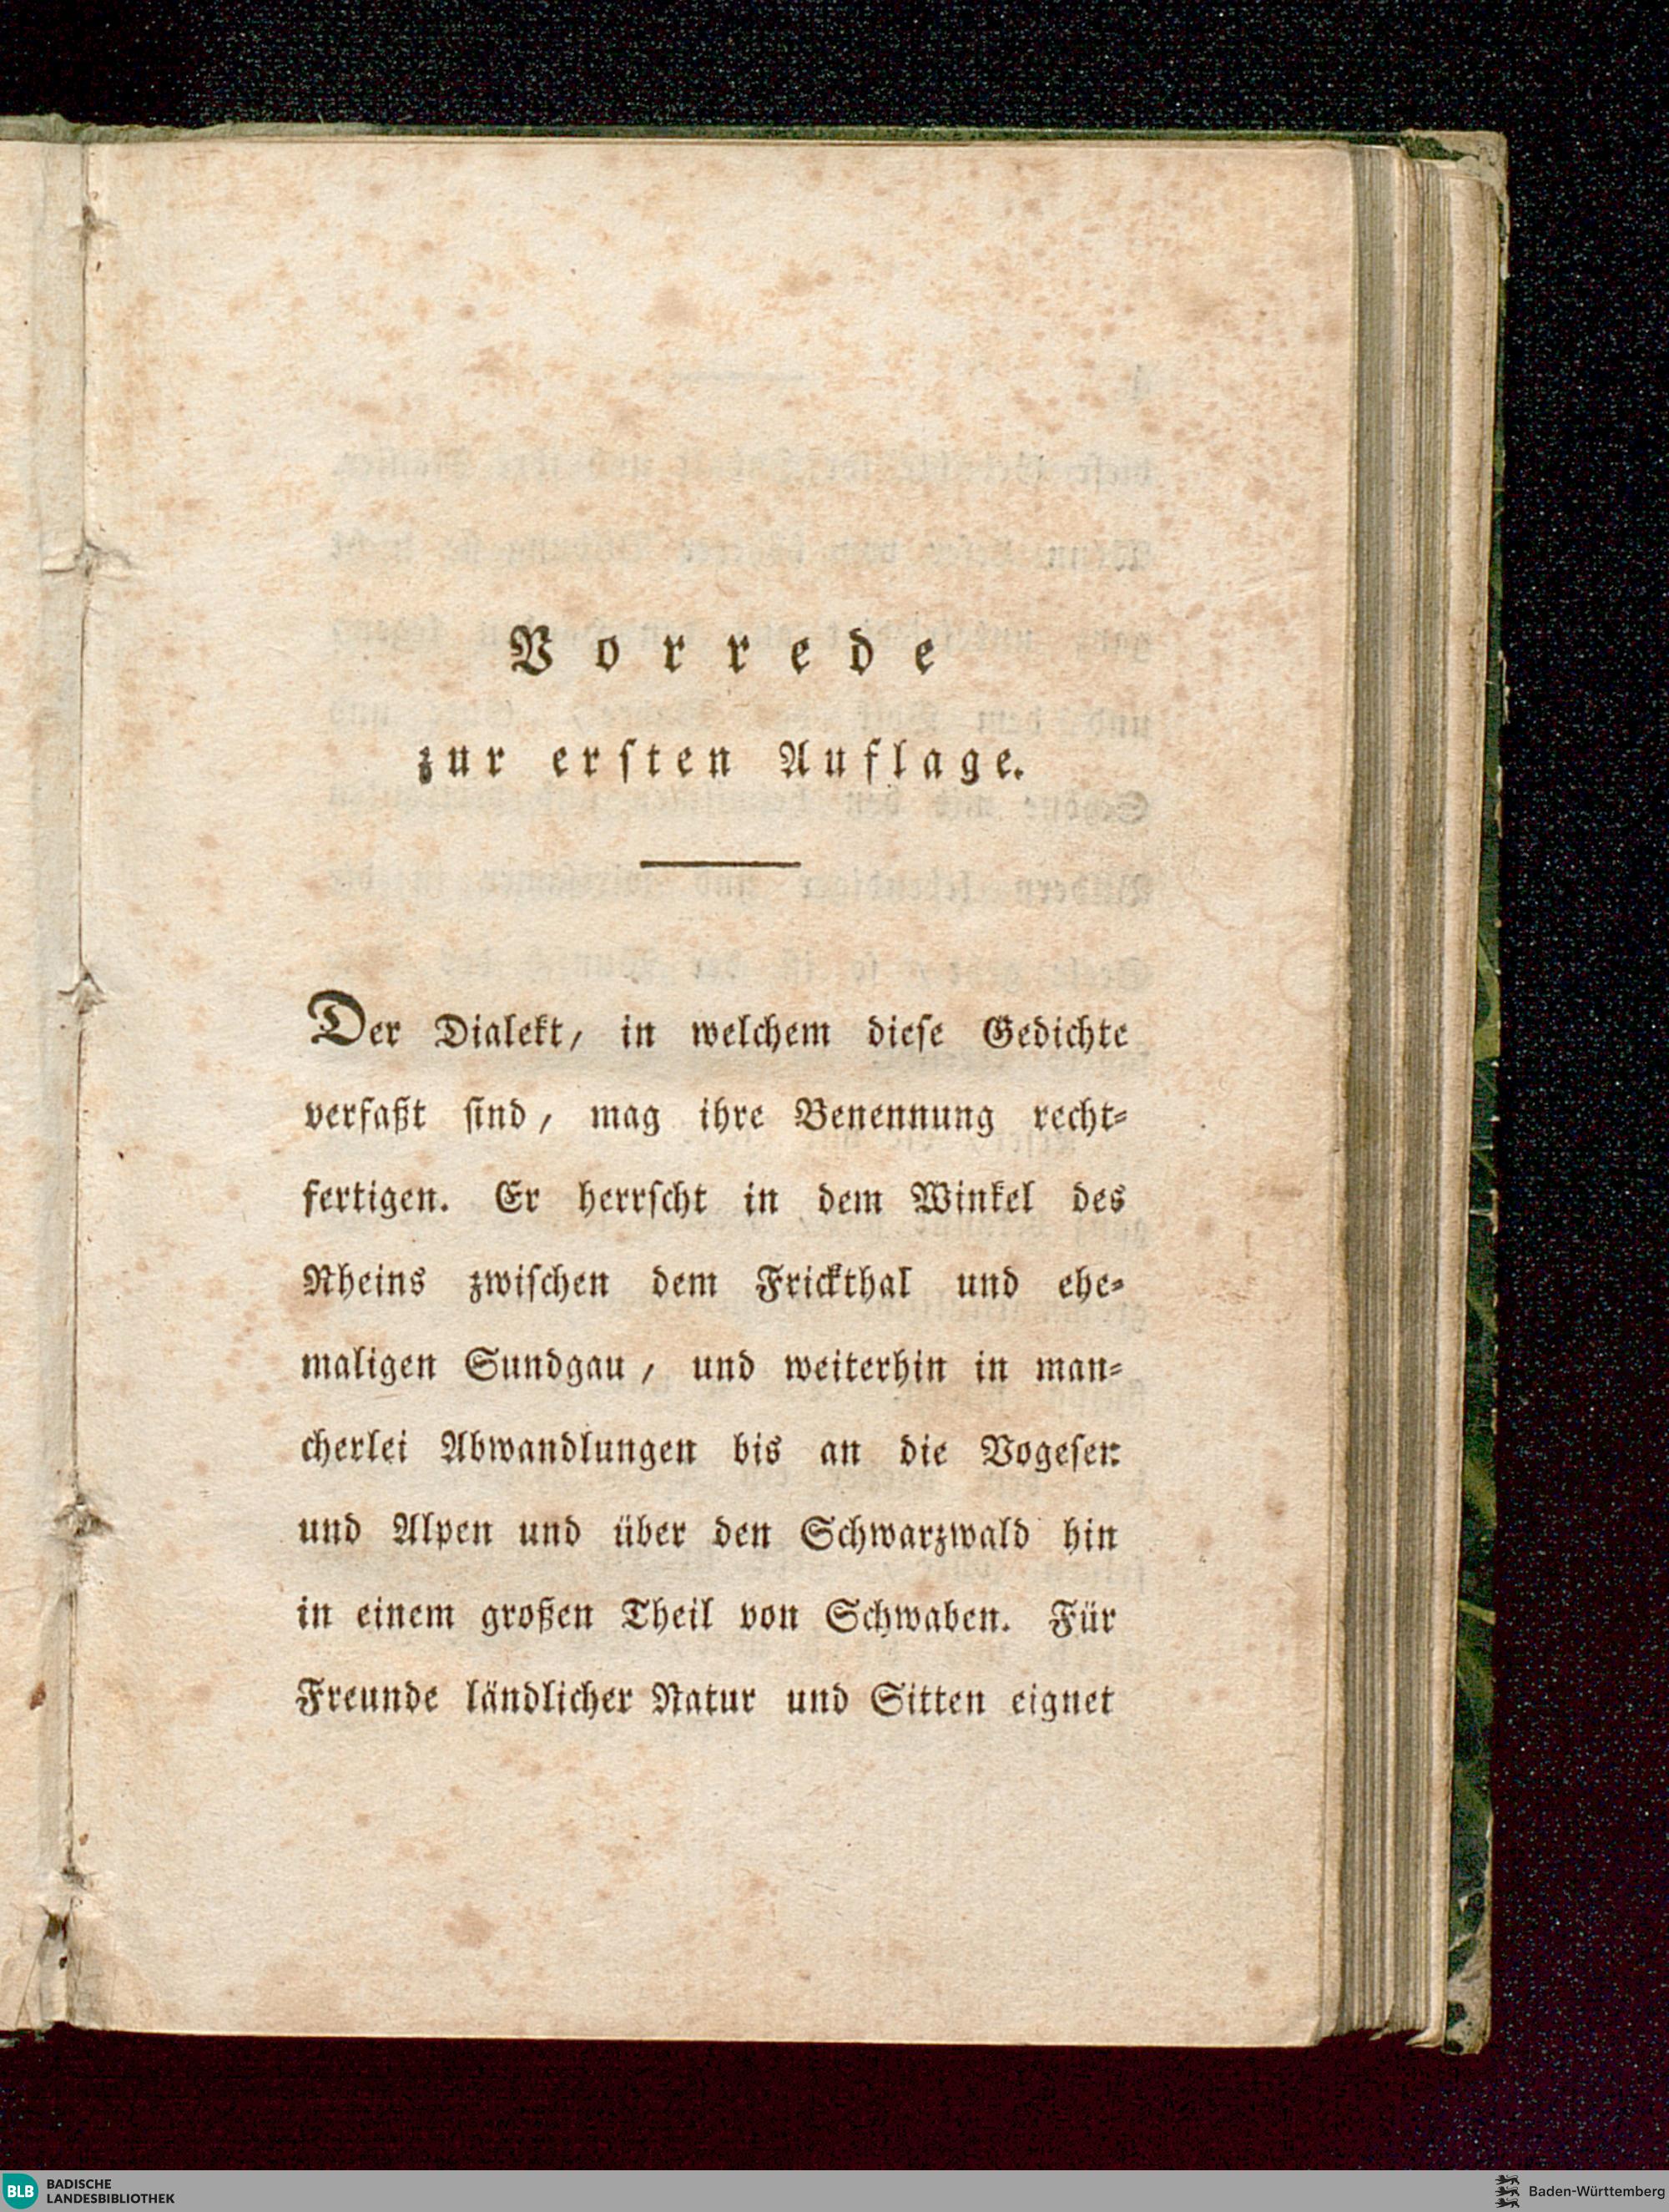 Vorrede
zur ersten Auflage.
Der Dialekt, in welchem diese Gedichte
verfaßt sind, mag ihre Benennung recht-
fertigen. Er herrscht in dem Winkel des
Rheins zwischen dem Frickthal und ehe-
maligen Sundgau, und weiterhin in man-
cherlei Abwandlungen bis an die Vogesen
und Alpen und über den Schwarzwald hin
in einem großen Theil von Schwaben. Für
Freunde ländlicher Natur und Sitten eignet
BLB BADISCHE
LANDESBIBLIOTHEK
Baden-Württemberg